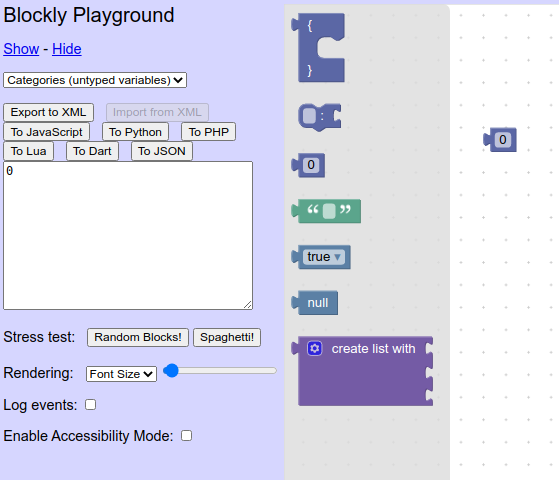 Blockly Playground
Show - Hide
Categories (untyped variables)
Export to XML Import from XML
To JavaScript To Python To PHP
To Lua To Dart To JSON
0
Stress test: Random Blocks! Spaghetti!
Rendering: Font Size
Log events:
Enable Accessibility Mode:
{
}
:
0
“ ”
true ▾
null
create list with
0